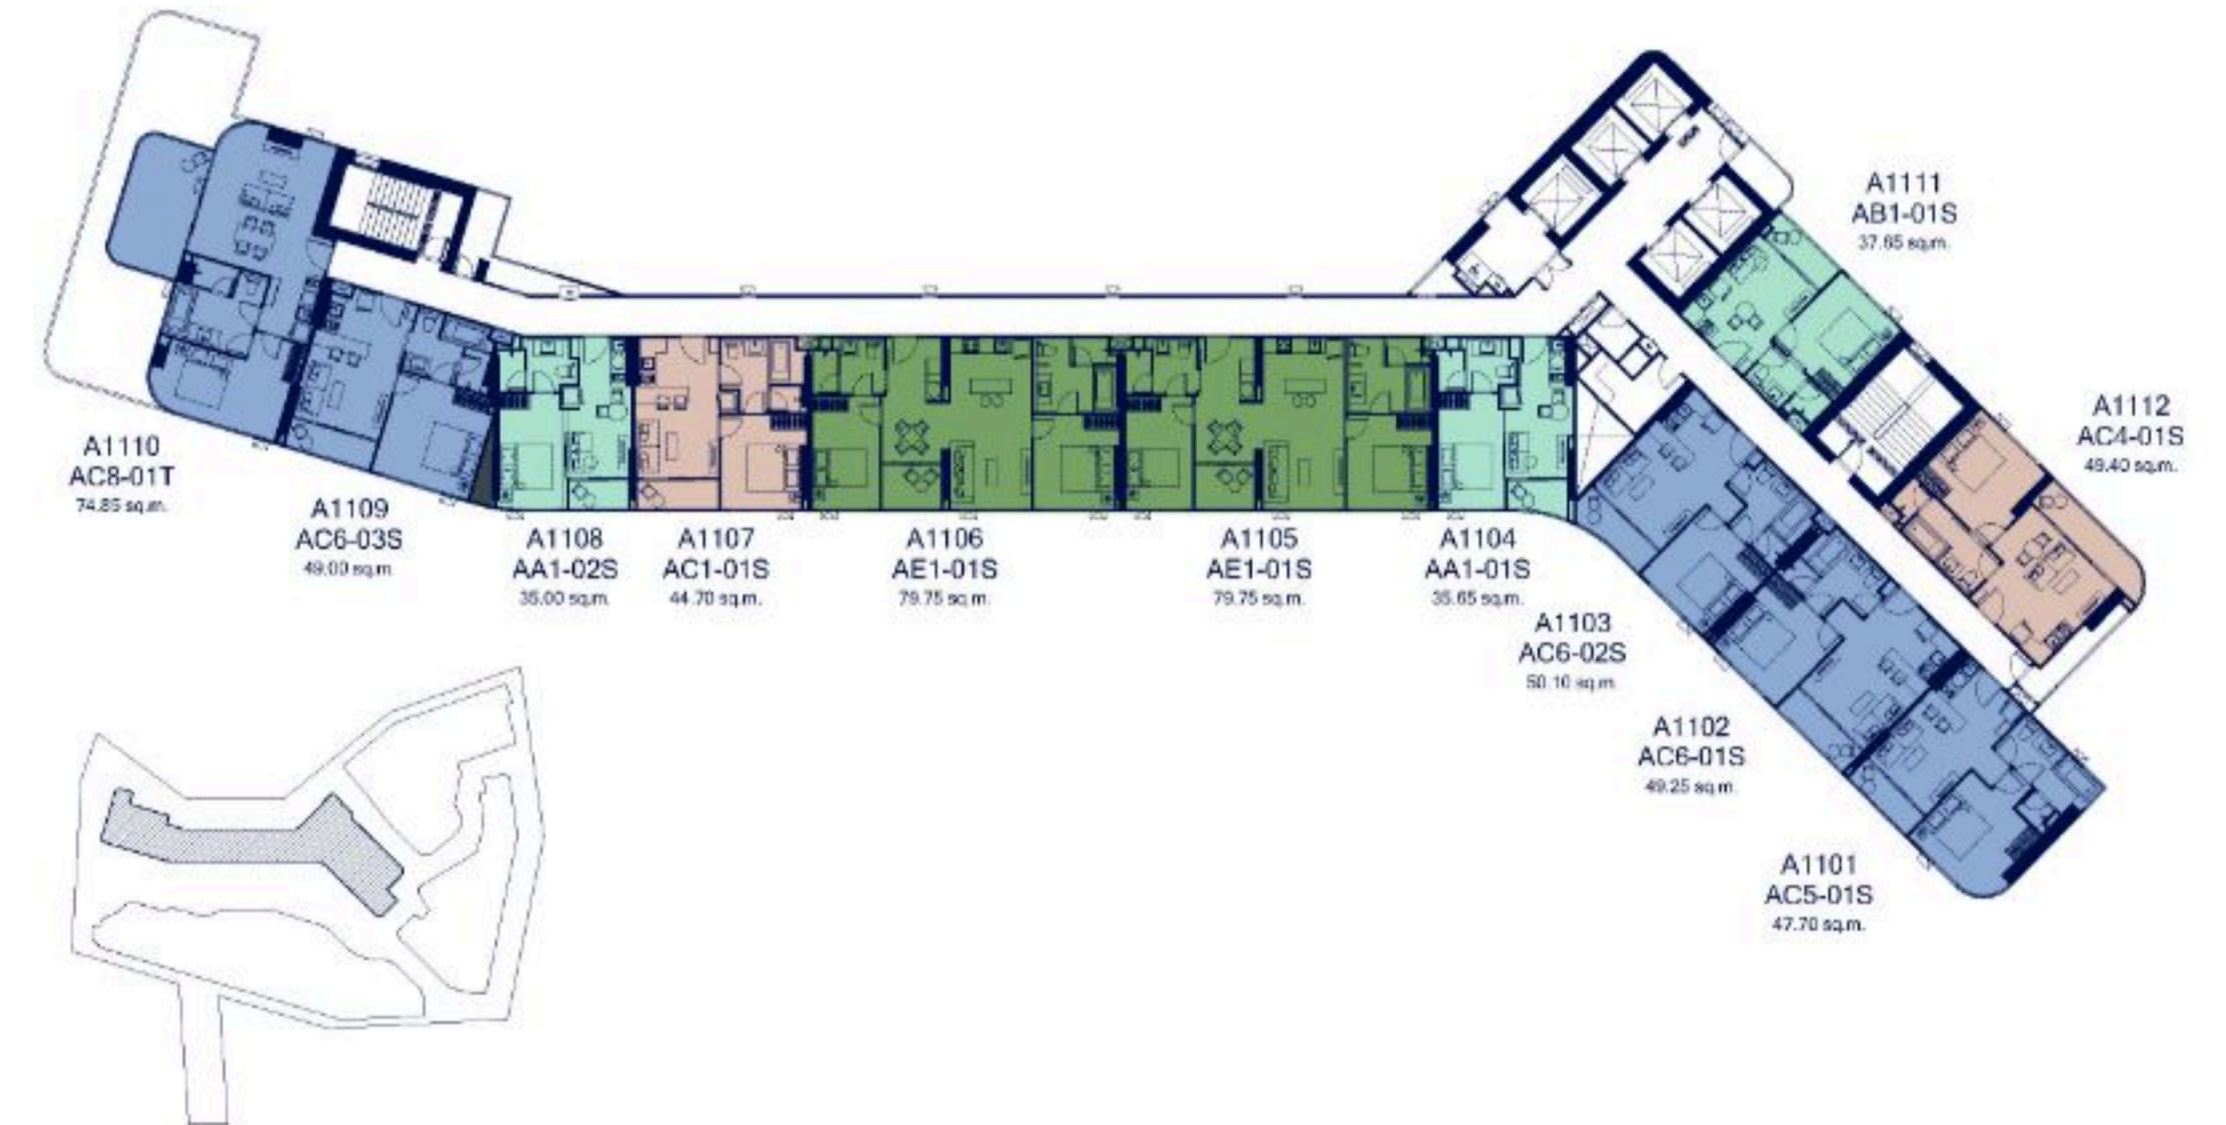 A1111
AB1-01S
37.65 sq.m.
A1112
AC4-01S
49.40 sq.m.
A1110
AC8-01T
74.85 sq.m.
A1109
AC6-03S
49.00 sq.m.
A1108
AA1-02S
35.00 sq.m.
A1107
AC1-01S
44.70 sq.m.
A1106
AE1-01S
79.75 sq.m.
A1105
AE1-01S
79.75 sq.m.
A1104
AA1-01S
35.65 sq.m.
A1103
AC6-02S
50.10 sq.m.
A1102
AC6-01S
49.25 sq.m.
A1101
AC5-01S
47.70 sq.m.